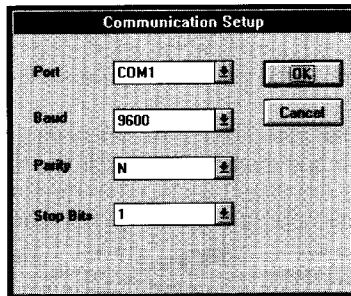 Communication Setup
Port COM1 OK
Baud 9600 Cancel
Parity N
Stop Bits 1